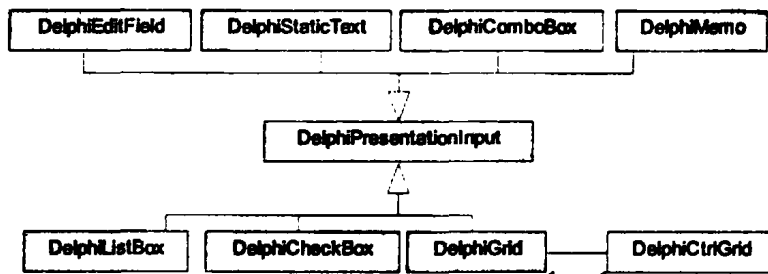 DelphiEditField DelphiStaticText DelphiComboBox DelphiMemo
DelphiPresentationInput
DelphiListBox DelphiCheckBox DelphiGrid DelphiCtrlGrid